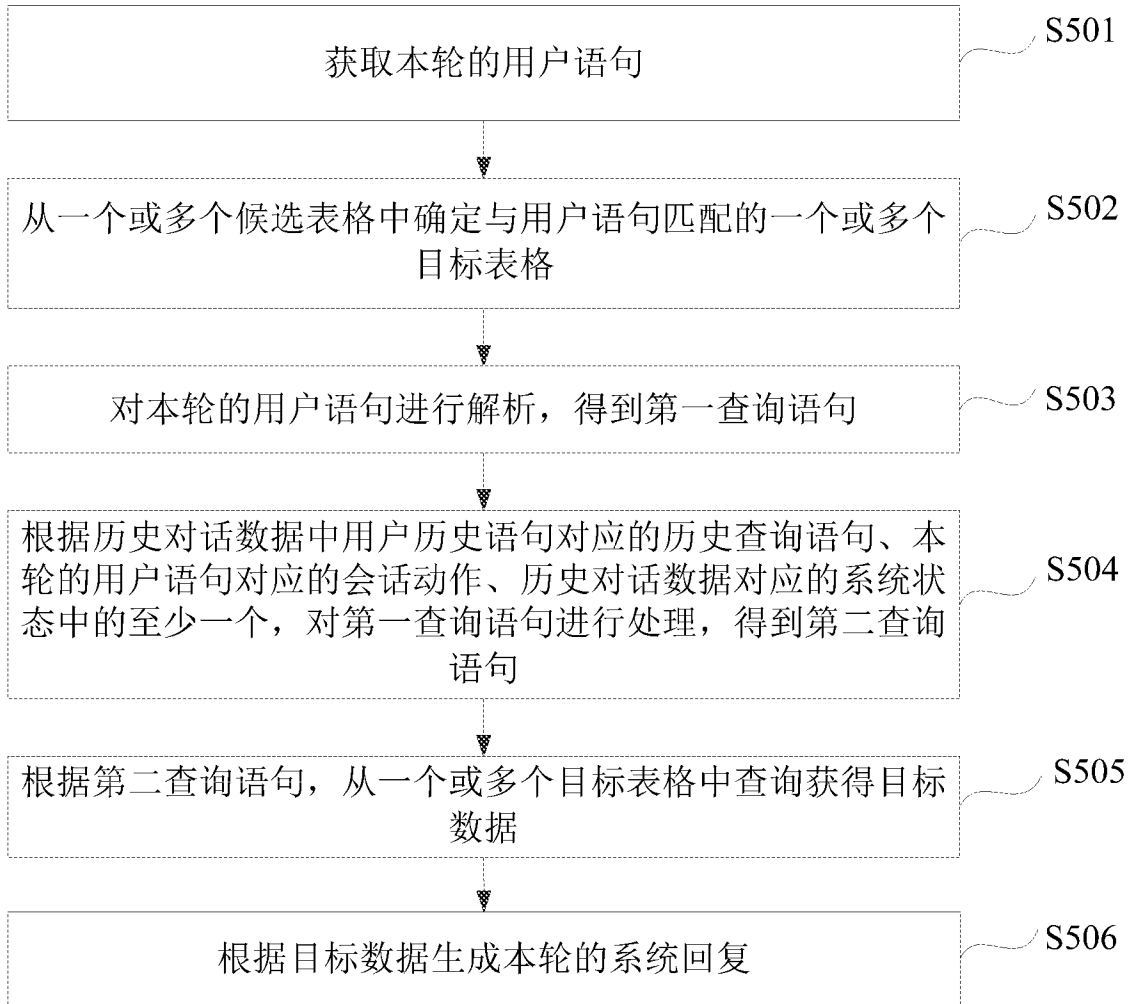 获取本轮的用户语句
S501
从一个或多个候选表格中确定与用户语句匹配的一个或多个
目标表格
S502
对本轮的用户语句进行解析，得到第一查询语句
S503
根据历史对话数据中用户历史语句对应的历史查询语句、本
轮的用户语句对应的会话动作、历史对话数据对应的系统状
态中的至少一个，对第一查询语句进行处理，得到第二查询
语句
S504
根据第二查询语句，从一个或多个目标表格中查询获得目标
数据
S505
根据目标数据生成本轮的系统回复
S506